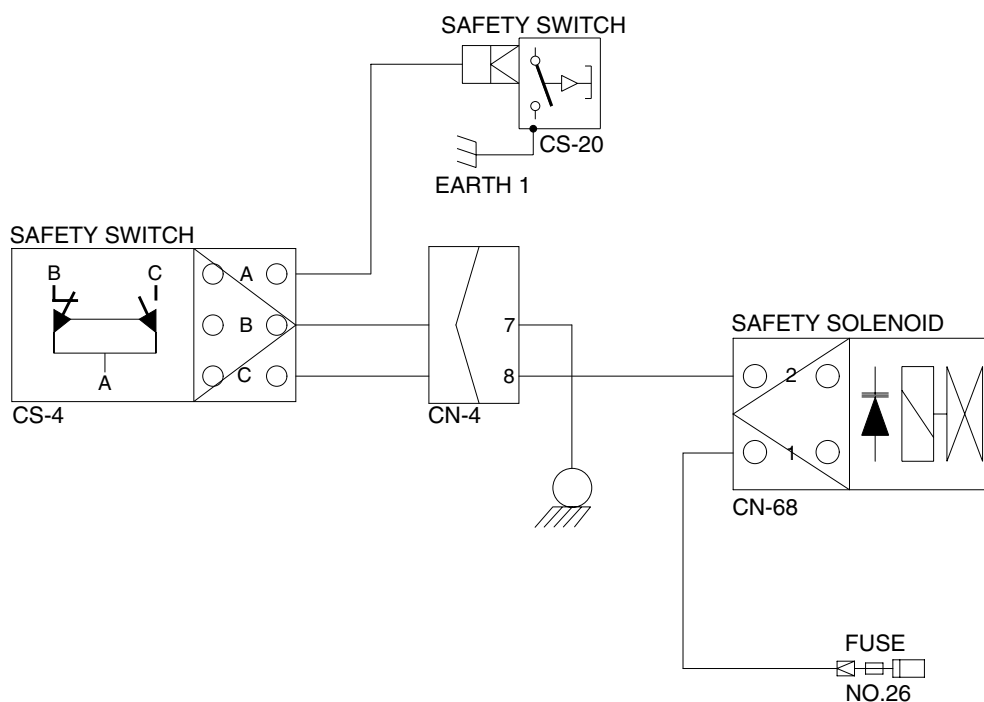 SAFETY SWITCH
CS-20
EARTH 1
SAFETY SWITCH
B
C
A
A
B
C
CS-4
7
8
CN-4
SAFETY SOLENOID
2
1
CN-68
FUSE
NO.26